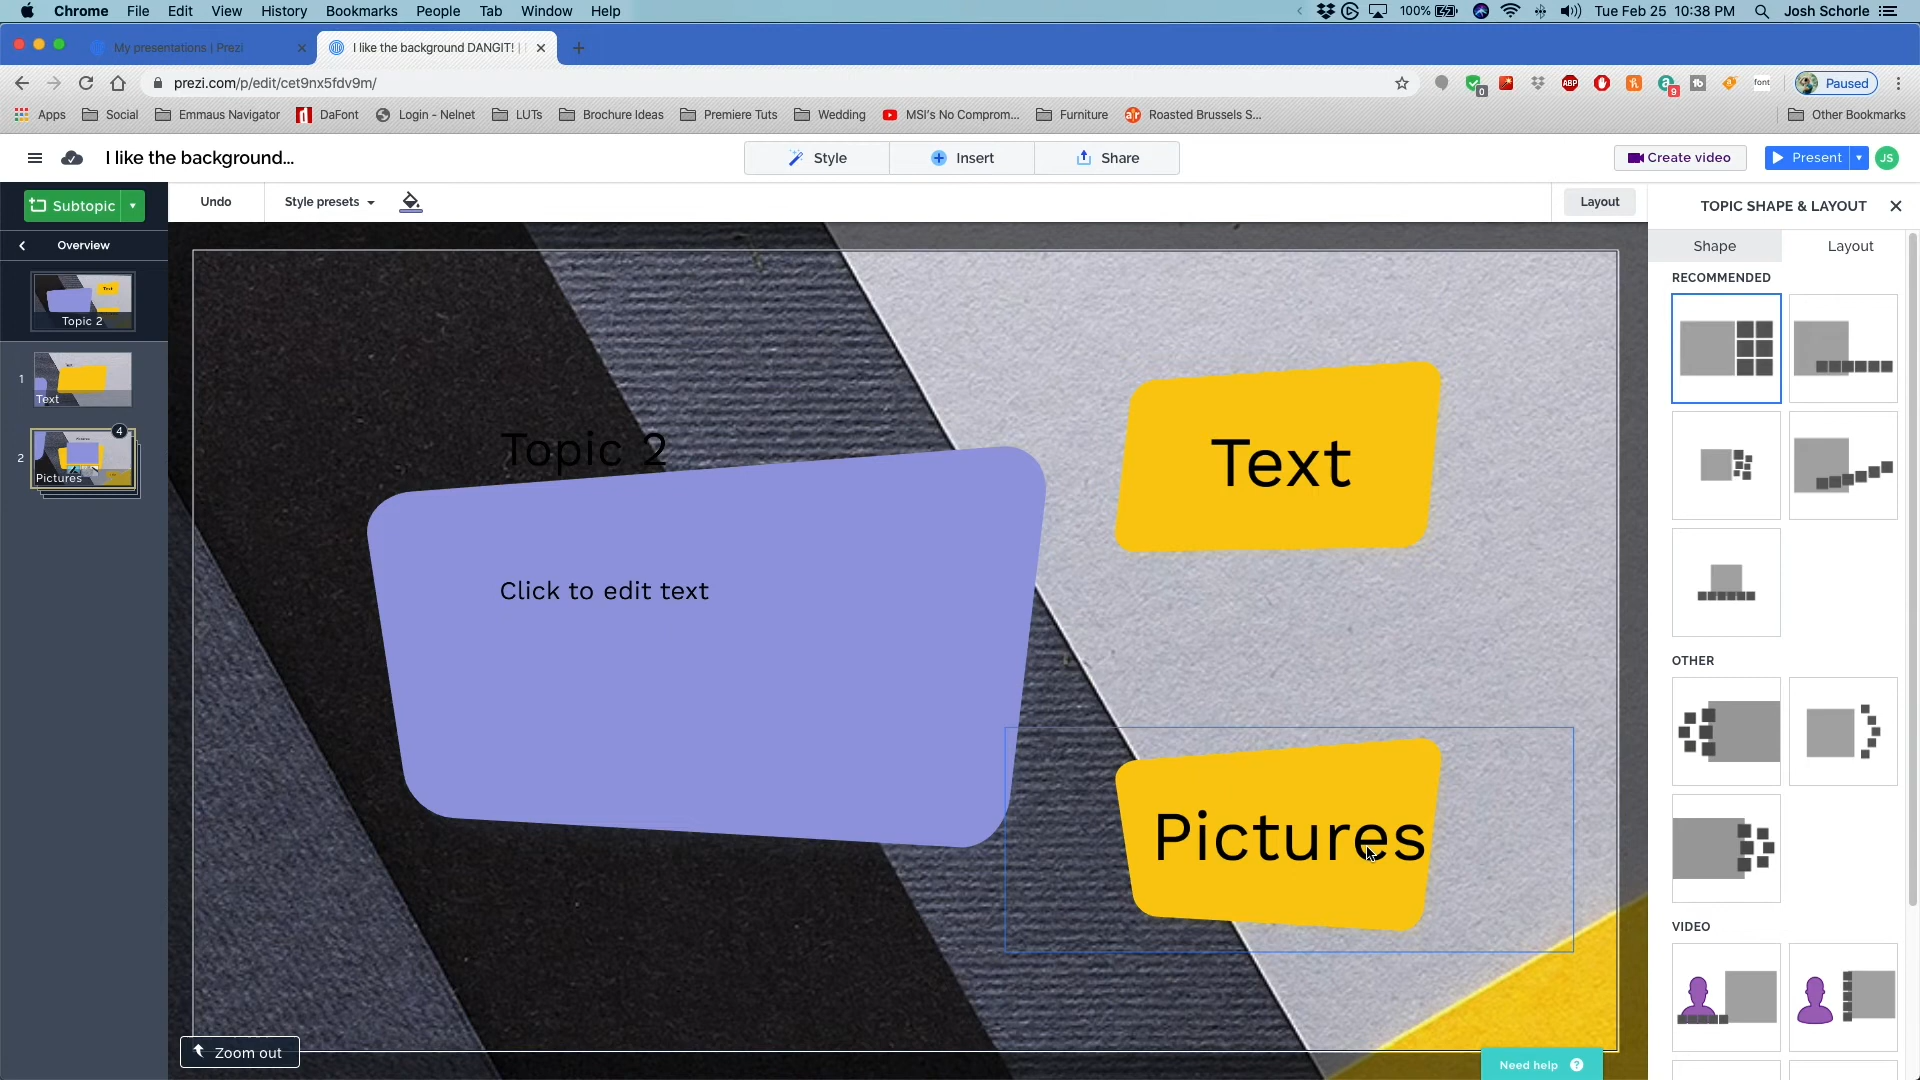 Chrome File Edit View History Bookmarks People Tab Window Help
100% Tue Feb 25 10:38 PM Josh Schorle
My presentations | Prezi
I like the background DANGIT! |
prezi.com/p/edit/cet9nx5fdv9m/
0 ABP 9 font Paused
Apps Social Emmaus Navigator DaFont Login - Nelnet LUTs Brochure Ideas Premiere Tuts Wedding MSI's No Comprom... Furniture Roasted Brussels S... Other Bookmarks
I like the background...
Style Insert Share
Create video Present JS
Subtopic
Undo Style presets Layout
TOPIC SHAPE & LAYOUT
Overview
Shape Layout
RECOMMENDED
Text
Topic 2
1
Text
2
4
Pictures
Topic 2
Click to edit text
Text
Pictures
OTHER
VIDEO
Zoom out
Need help ?